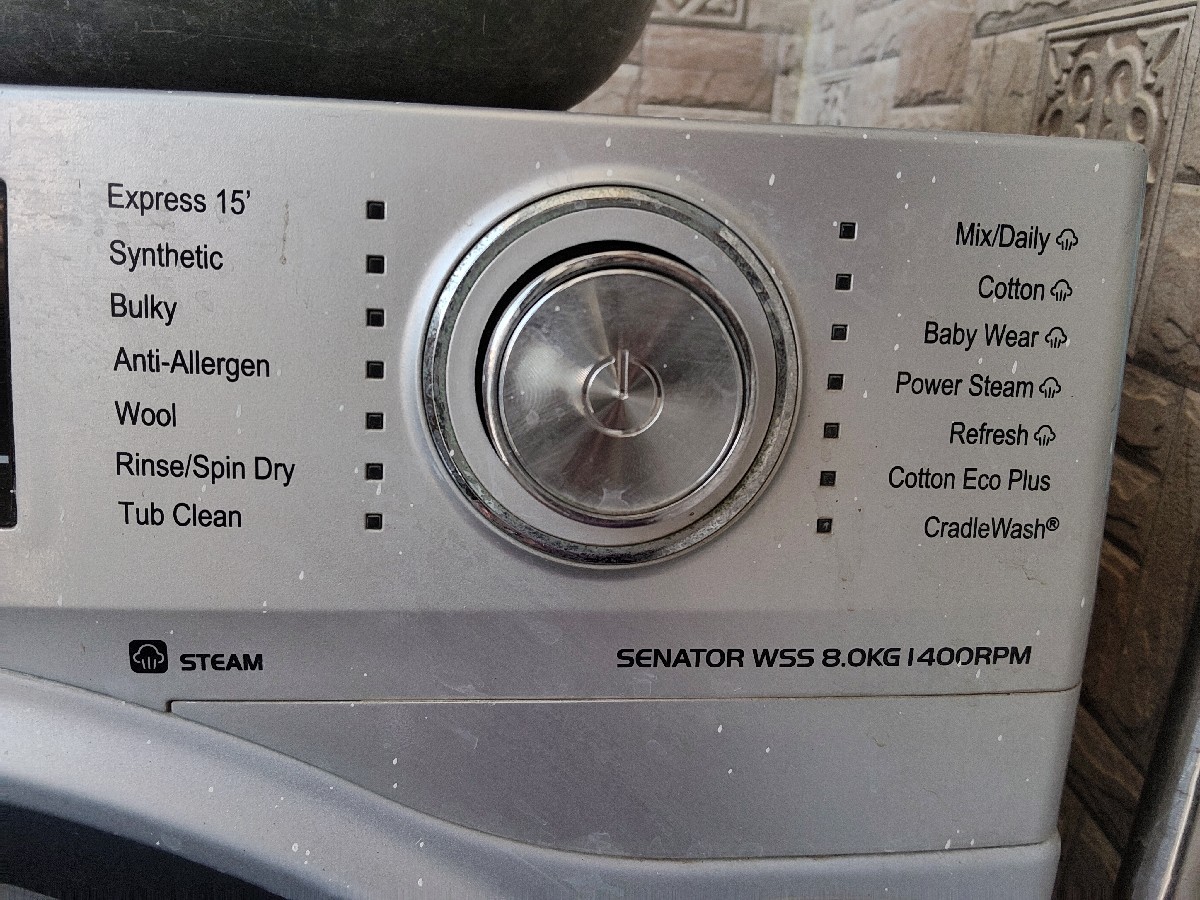 Express 15’
Synthetic
Bulky
Anti-Allergen
Wool
Rinse/Spin Dry
Tub Clean
Mix/Daily
Cotton
Baby Wear
Power Steam
Refresh
Cotton Eco Plus
CradleWash®
STEAM
SENATOR WSS 8.0KG 1400RPM